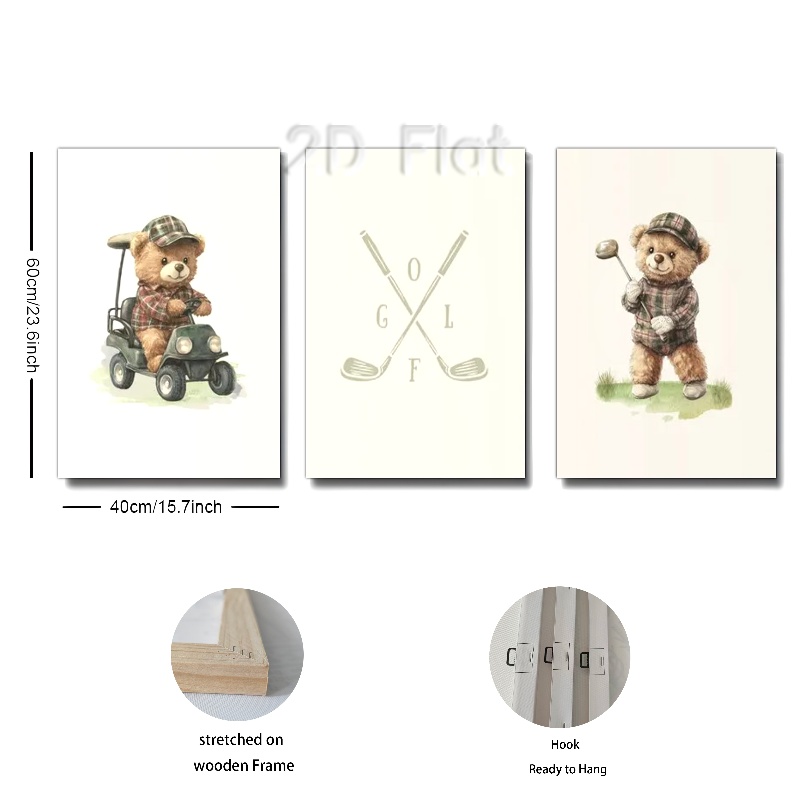 2D Flat
60cm/23.6inch
O
G L
F
40cm/15.7inch
stretched on
wooden Frame
Hook
Ready to Hang